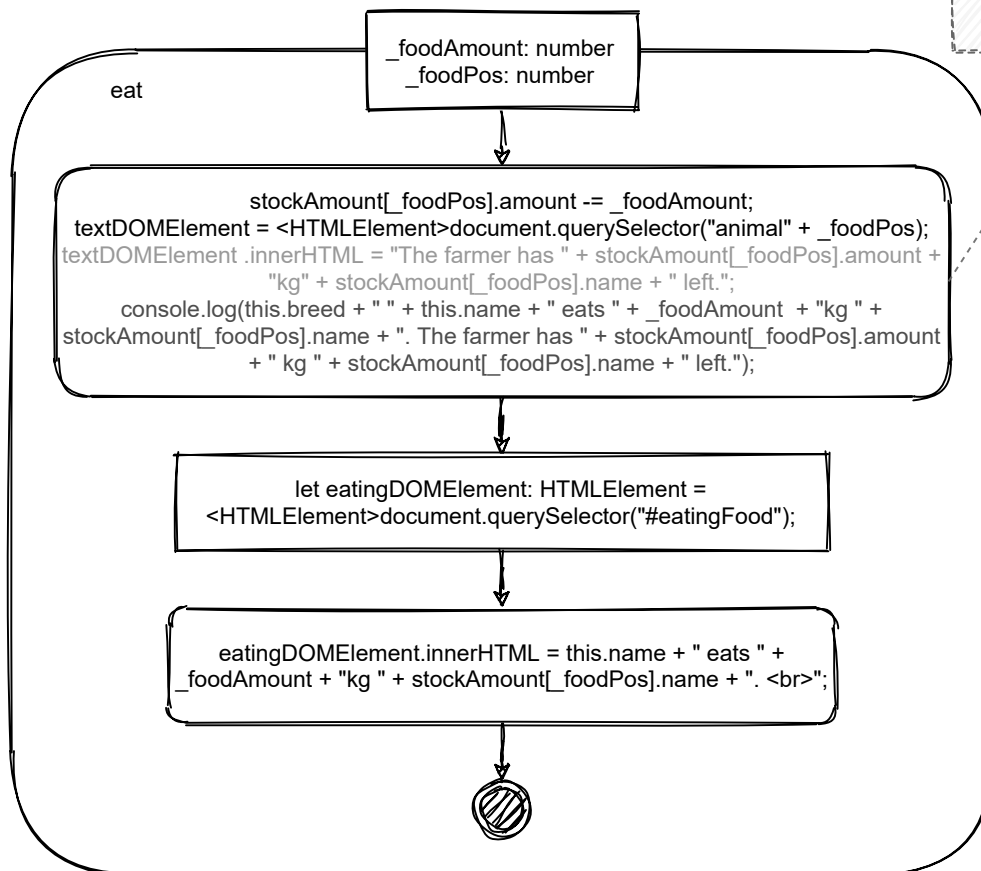 _foodAmount: number
_foodPos: number
eat
stockAmount[_foodPos].amount -= _foodAmount;
textDOMElement = <HTMLElement>document.querySelector("animal" + _foodPos);
textDOMElement .innerHTML = "The farmer has " + stockAmount[_foodPos].amount +
"kg" + stockAmount[_foodPos].name + " left.";
console.log(this.breed + " " + this.name + " eats " + _foodAmount  + "kg " +
stockAmount[_foodPos].name + ". The farmer has " + stockAmount[_foodPos].amount
+ " kg " + stockAmount[_foodPos].name + " left.");
let eatingDOMElement: HTMLElement =
<HTMLElement>document.querySelector("#eatingFood");
eatingDOMElement.innerHTML = this.name + " eats " +
_foodAmount + "kg " + stockAmount[_foodPos].name + ". <br>";